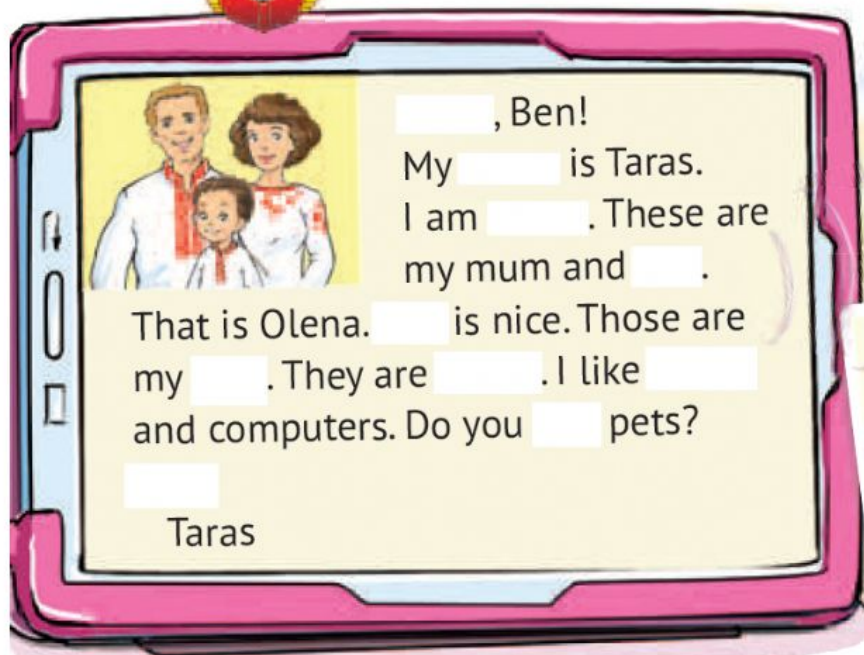 , Ben!
My is Taras.
I am . These are
my mum and .
That is Olena. is nice. Those are
my . They are . I like
and computers. Do you pets?
Taras